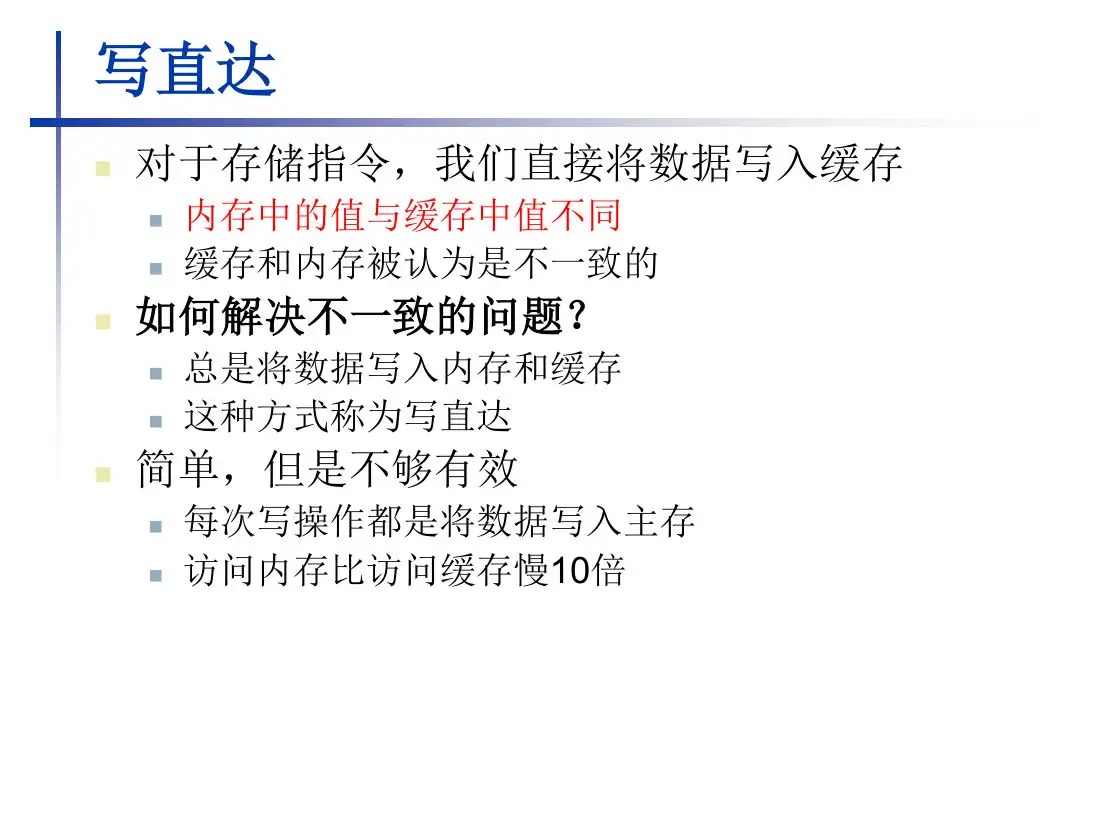 写直达
对于存储指令，我们直接将数据写入缓存
内存中的值与缓存中值不同
缓存和内存被认为是不一致的
如何解决不一致的问题？
总是将数据写入内存和缓存
这种方式称为写直达
简单，但是不够有效
每次写操作都是将数据写入主存
访问内存比访问缓存慢10倍